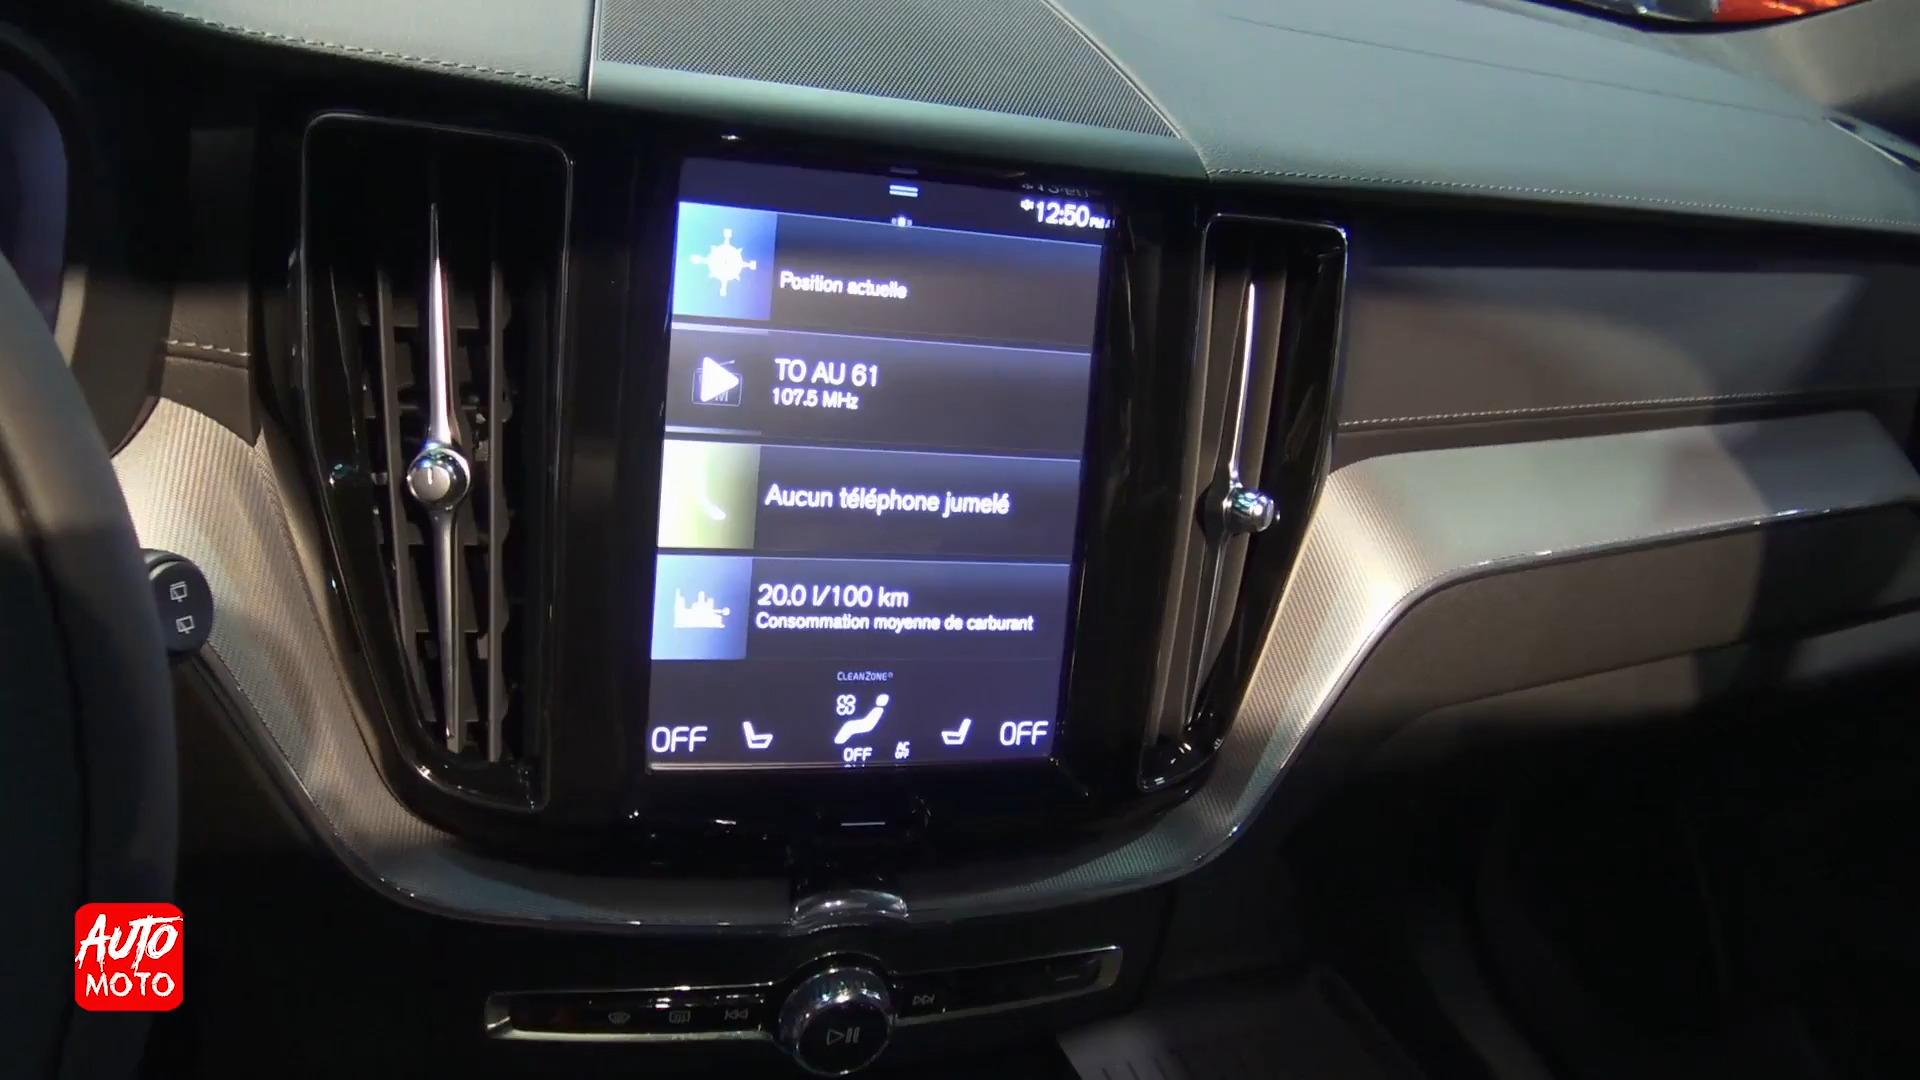 12:50 PM
Position actuelle
TO AU 61
107.5 MHz
Aucun téléphone jumelé
20.0 l/100 km
Consommation moyenne de carburant
CLEANZONE
OFF
OFF
OFF
AUTO
MOTO